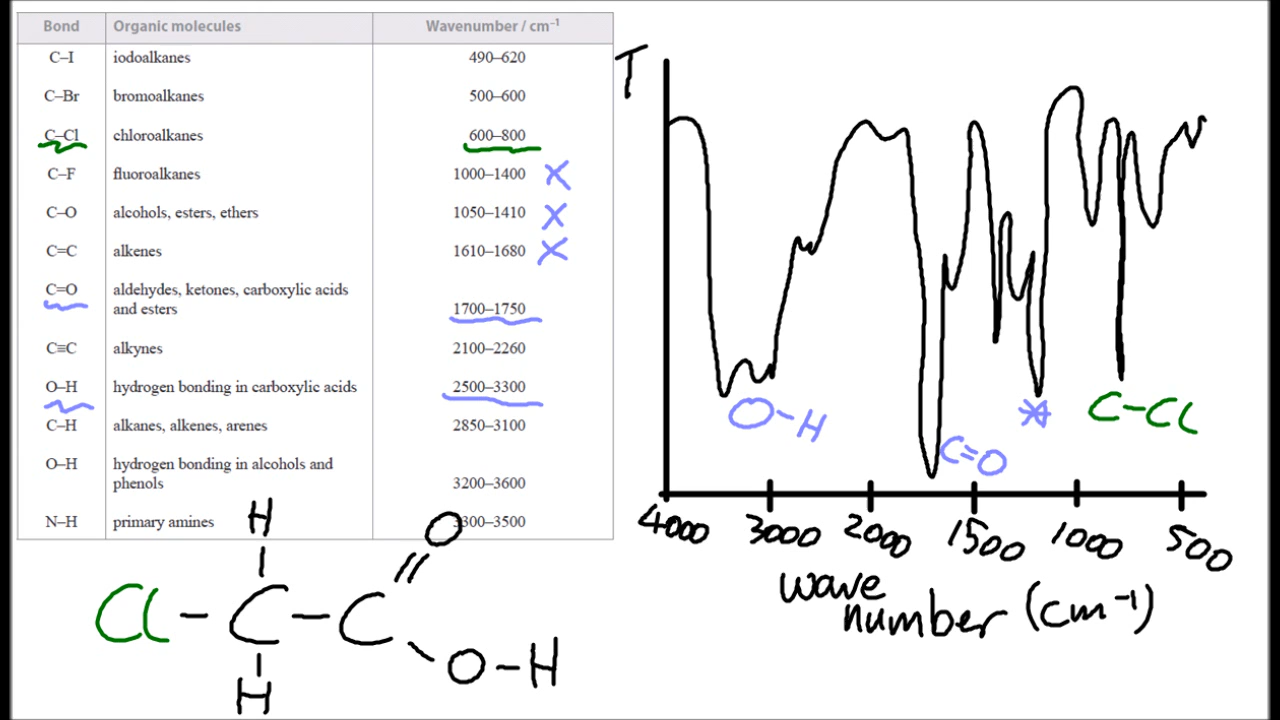 Bond Organic molecules Wavenumber / cm⁻¹
C–I iodoalkanes 490–620
C–Br bromoalkanes 500–600
C–Cl chloroalkanes 600–800
C–F fluoroalkanes 1000–1400 X
C–O alcohols, esters, ethers 1050–1410 X
C=C alkenes 1610–1680 X
C=O aldehydes, ketones, carboxylic acids
and esters 1700–1750
C≡C alkynes 2100–2260
O–H hydrogen bonding in carboxylic acids 2500–3300
C–H alkanes, alkenes, arenes 2850–3100
O–H hydrogen bonding in alcohols and
phenols 3200–3600
N–H primary amines 3300–3500
H
O
Cl – C – C
O – H
H
T
O–H
C=O
*
C–Cl
4000 3000 2000 1500 1000 500
wave
number (cm⁻¹)